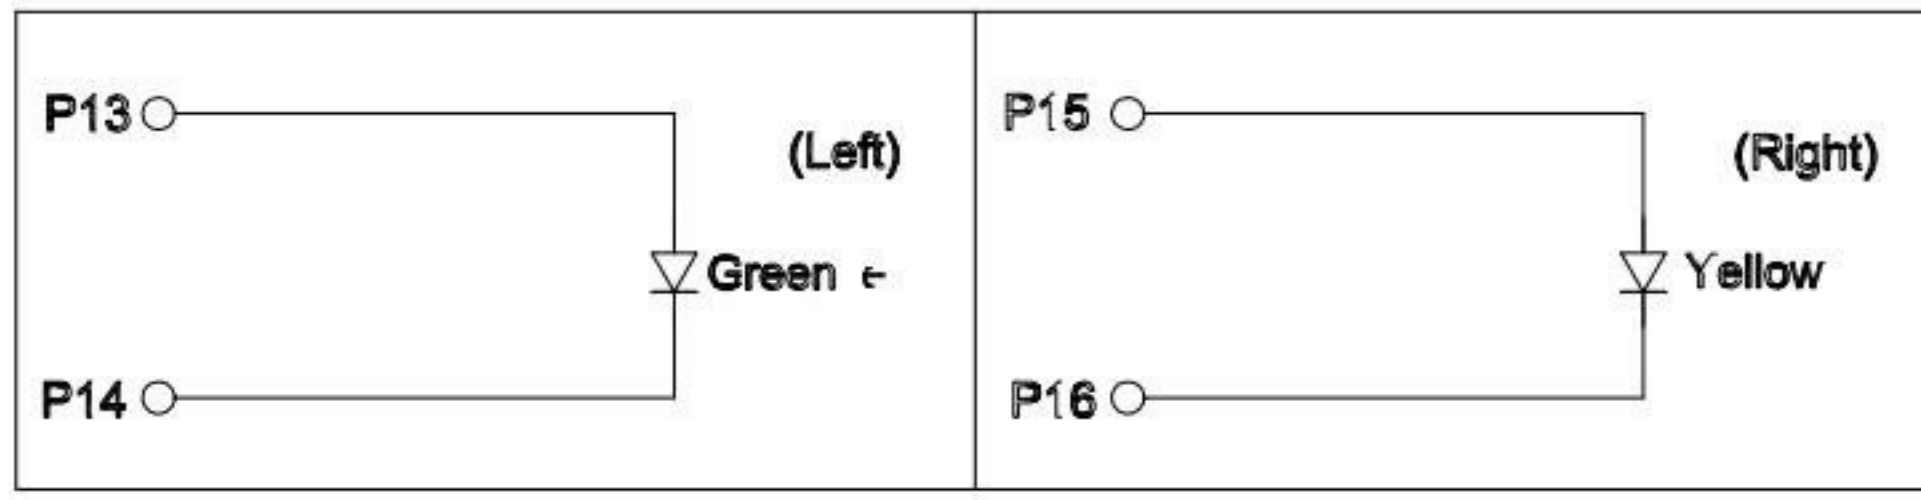 P13
(Left)
Green ←
P14
P15
(Right)
Yellow
P16